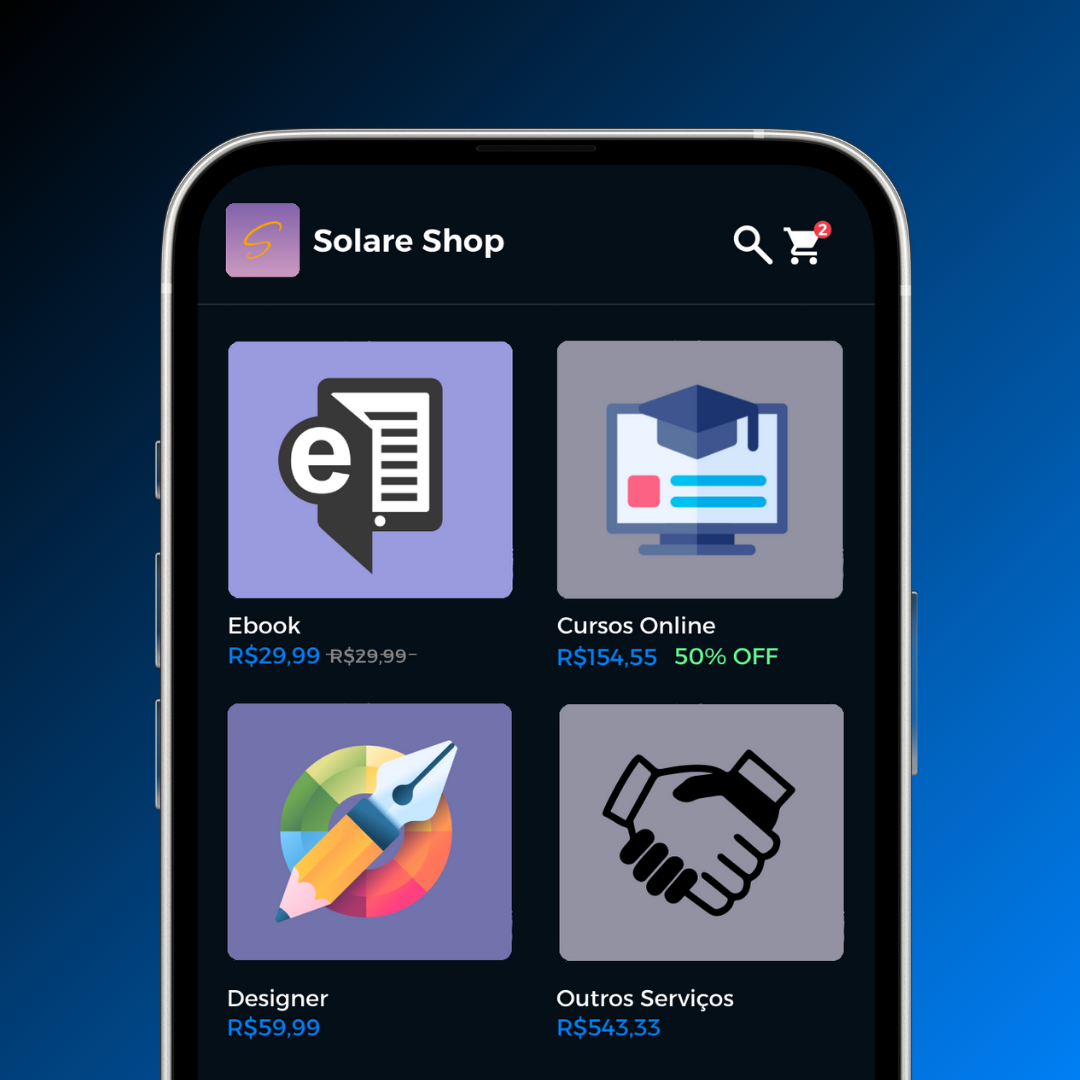 S
Solare Shop
2
e
Ebook
R$29,99 R$29,99
Cursos Online
R$154,55 50% OFF
Designer
R$59,99
Outros Serviços
R$543,33